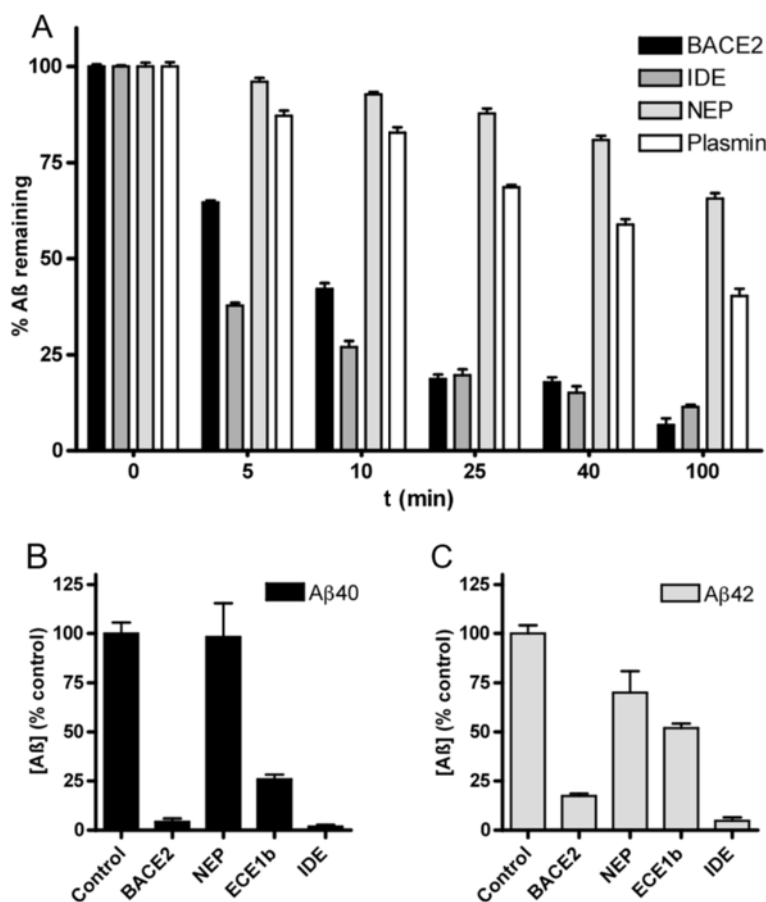 A
BACE2
IDE
NEP
Plasmin
% Aß remaining
100
75
50
25
0
0 5 10 25 40 100
t (min)
B
Aβ40
[Aß] (% control)
125
100
75
50
25
0
Control BACE2 NEP ECE1b IDE
C
Aβ42
[Aß] (% control)
125
100
75
50
25
0
Control BACE2 NEP ECE1b IDE